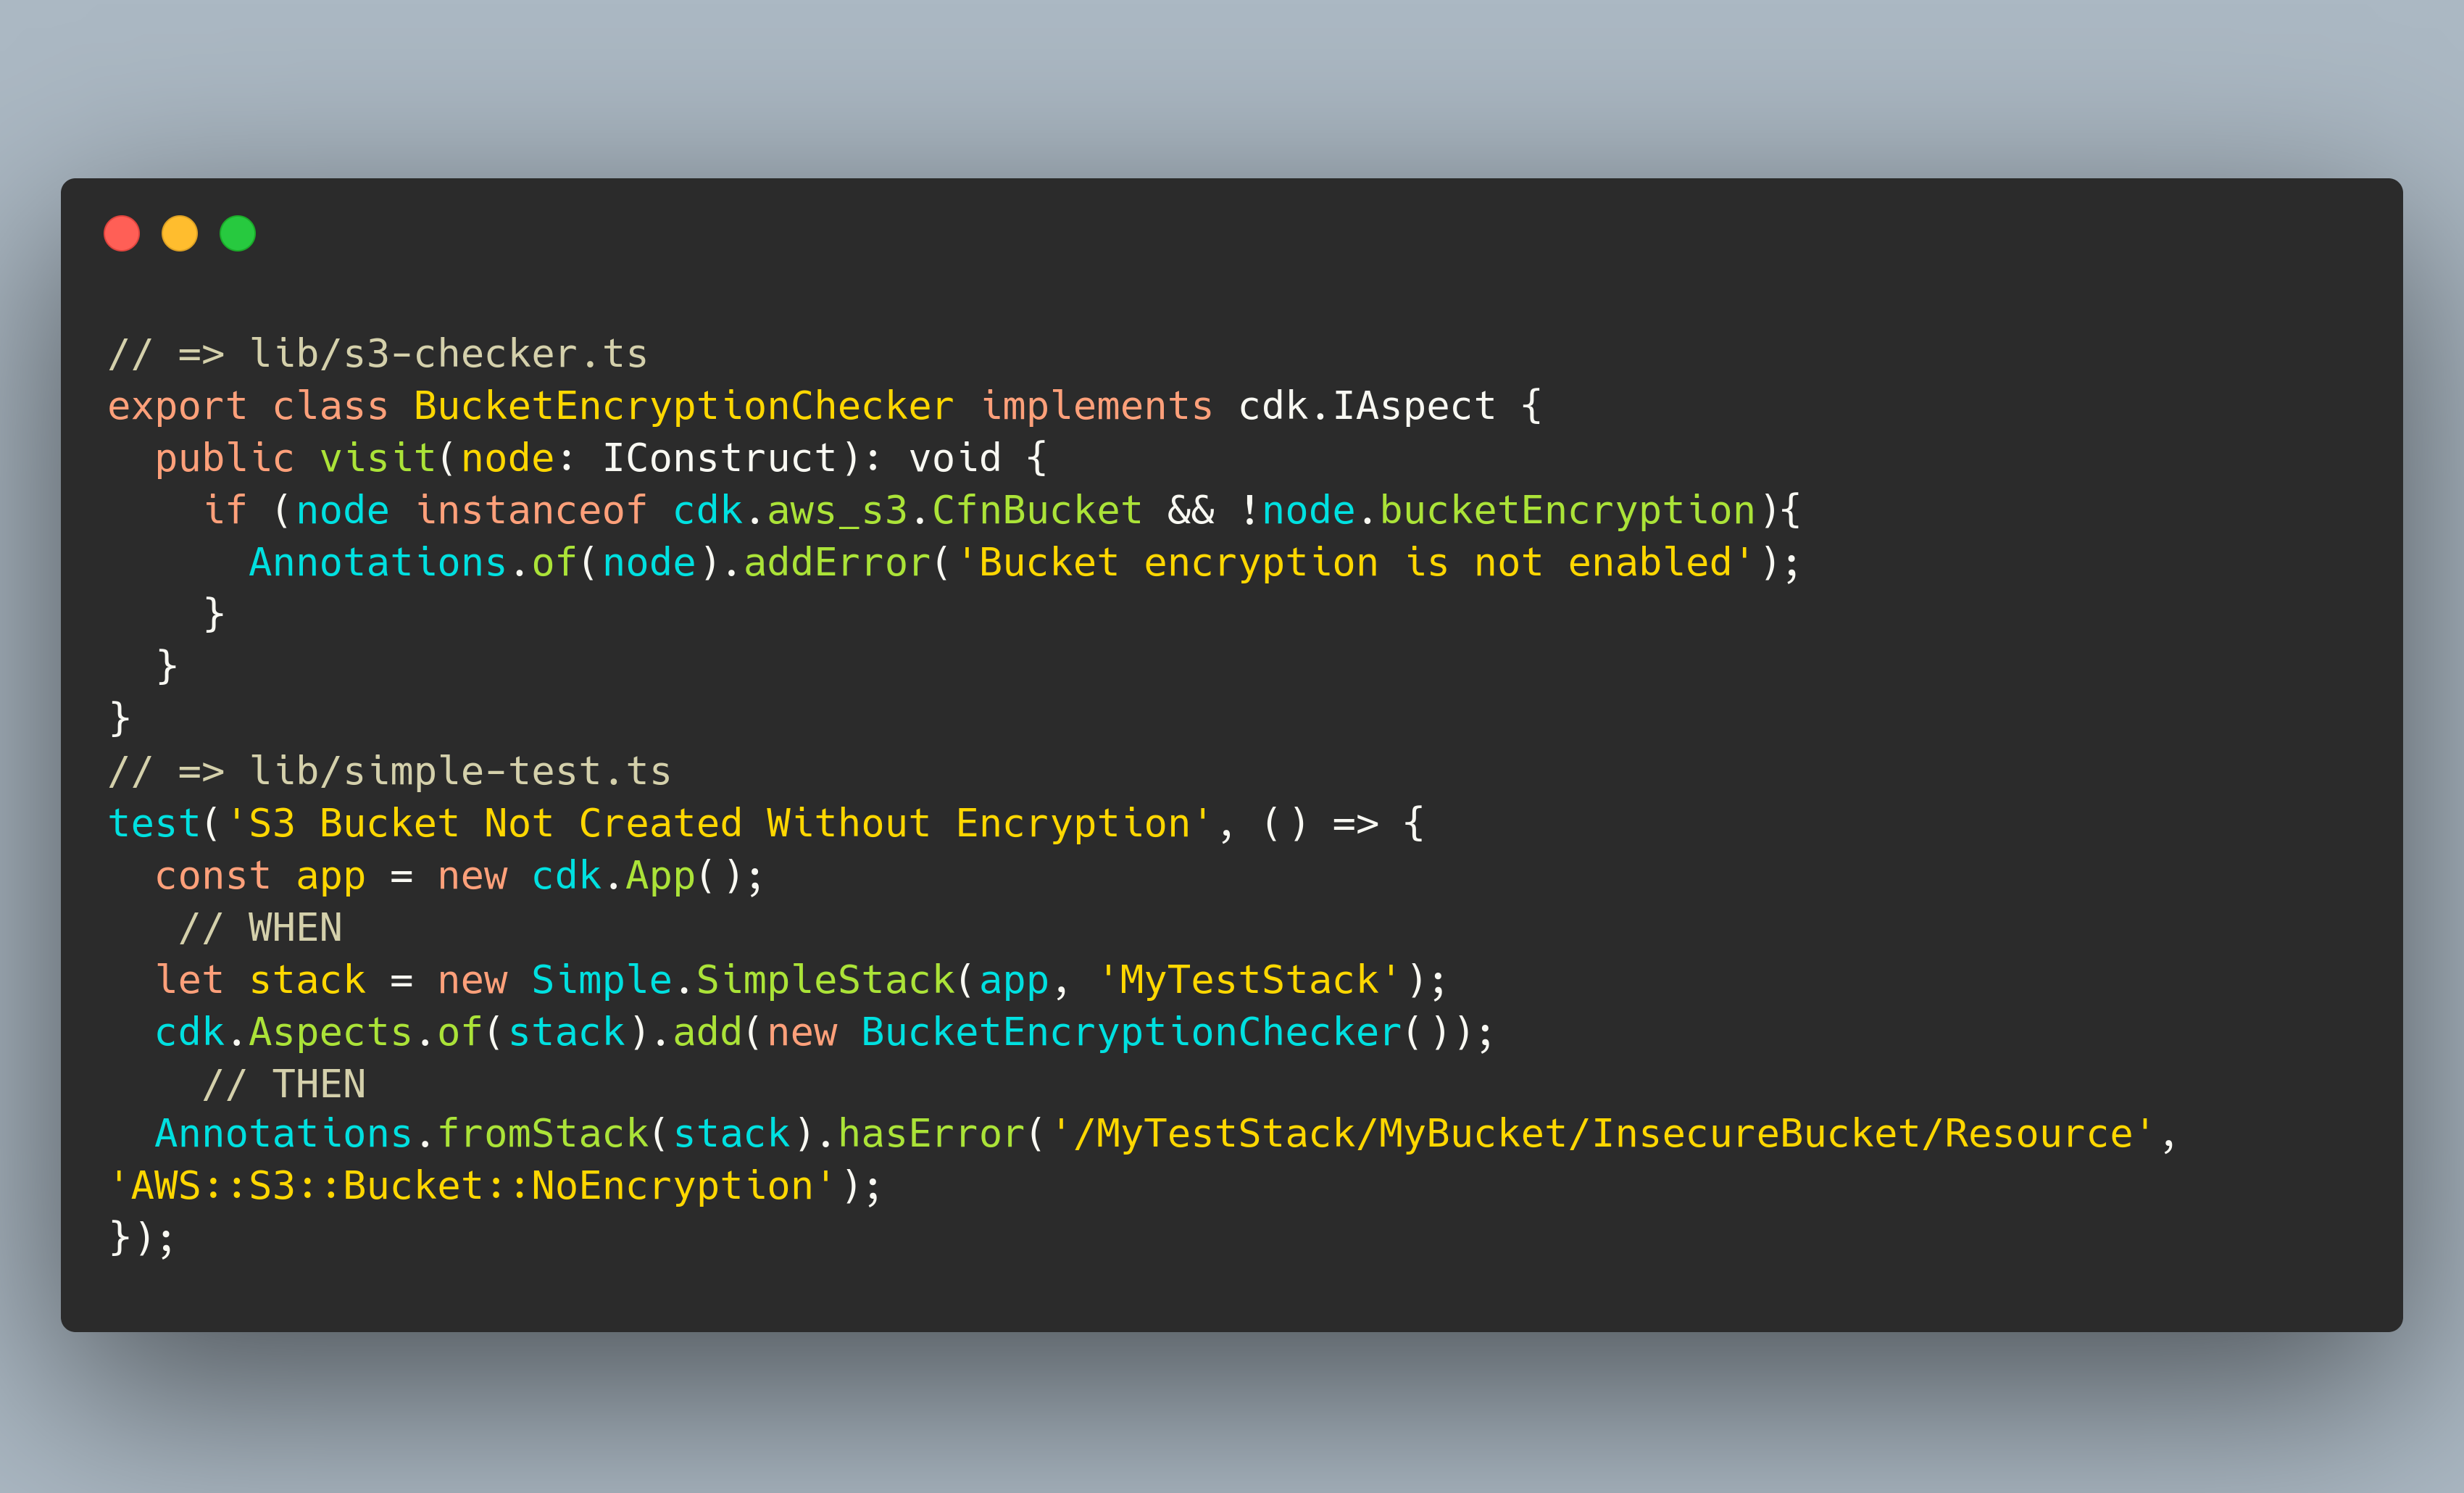 // => lib/s3-checker.ts
export class BucketEncryptionChecker implements cdk.IAspect {
  public visit(node: IConstruct): void {
    if (node instanceof cdk.aws_s3.CfnBucket && !node.bucketEncryption){
      Annotations.of(node).addError('Bucket encryption is not enabled');
    }
  }
}
// => lib/simple-test.ts
test('S3 Bucket Not Created Without Encryption', () => {
  const app = new cdk.App();
   // WHEN
  let stack = new Simple.SimpleStack(app, 'MyTestStack');
  cdk.Aspects.of(stack).add(new BucketEncryptionChecker());
    // THEN
  Annotations.fromStack(stack).hasError('/MyTestStack/MyBucket/InsecureBucket/Resource',
'AWS::S3::Bucket::NoEncryption');
});